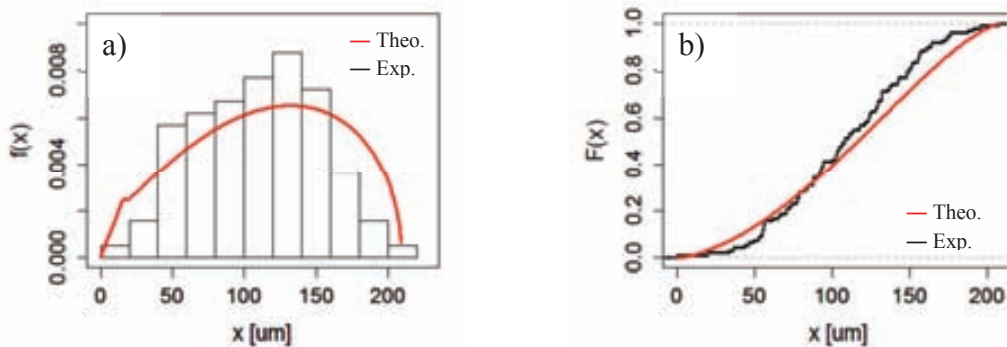 a)
Theo.
Exp.
f(x)
0.000
0.004
0.008
0 50 100 150 200
x [um]
b)
Theo.
Exp.
F(x)
0.0 0.2 0.4 0.6 0.8 1.0
0 50 100 150 200
x [um]